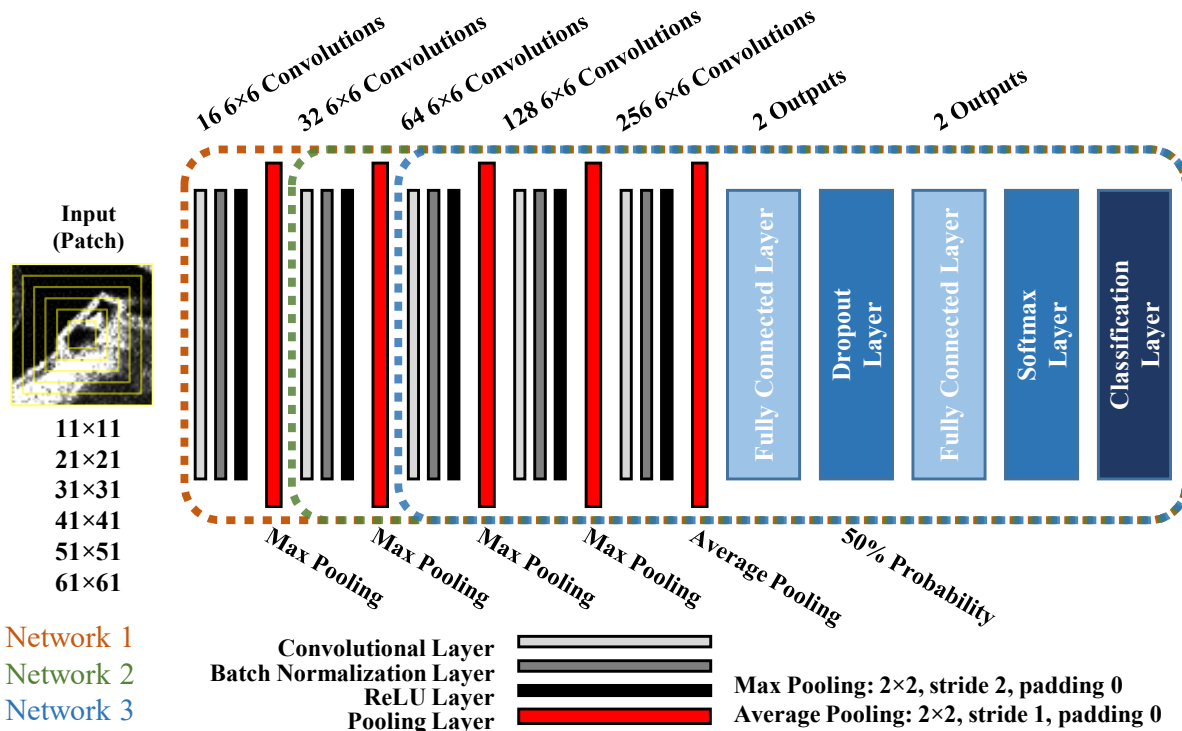 16 6×6 Convolutions
32 6×6 Convolutions
64 6×6 Convolutions
128 6×6 Convolutions
256 6×6 Convolutions
2 Outputs
2 Outputs
Input
(Patch)
11×11
21×21
31×31
41×41
51×51
61×61
Fully Connected Layer
Dropout
Layer
Fully Connected Layer
Softmax
Layer
Classification
Layer
Max Pooling
Max Pooling
Max Pooling
Max Pooling
Average Pooling
50% Probability
Network 1
Network 2
Network 3
Convolutional Layer
Batch Normalization Layer
ReLU Layer
Pooling Layer
Max Pooling: 2×2, stride 2, padding 0
Average Pooling: 2×2, stride 1, padding 0